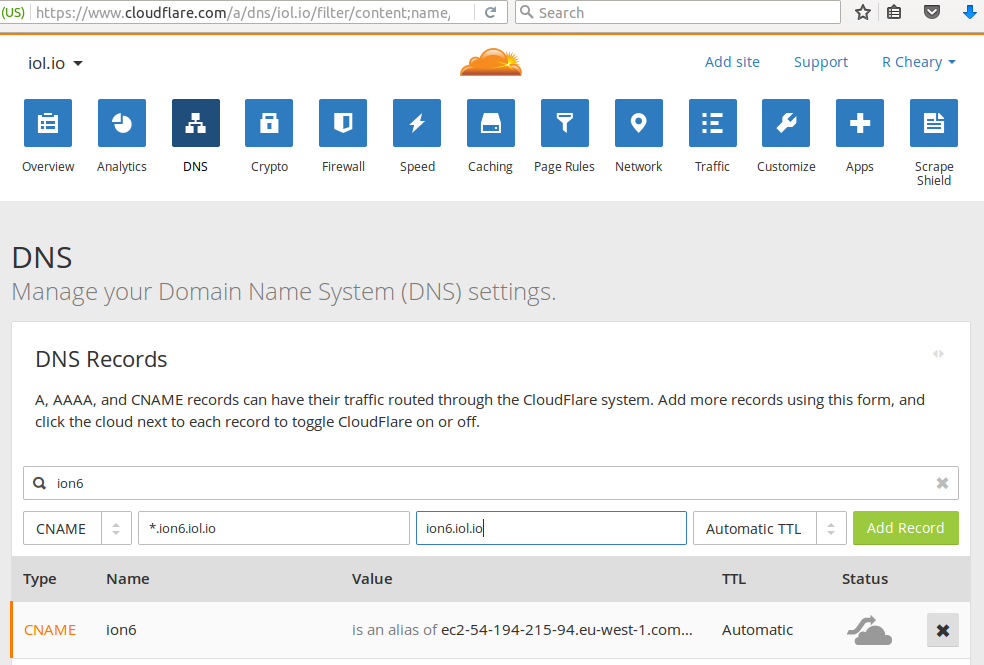 (US) https://www.cloudflare.com/a/dns/iol.io/filter/content;name, Search
iol.io Add site Support R Cheary
Overview Analytics DNS Crypto Firewall Speed Caching Page Rules Network Traffic Customize Apps Scrape
Shield
DNS
Manage your Domain Name System (DNS) settings.
DNS Records
A, AAAA, and CNAME records can have their traffic routed through the CloudFlare system. Add more records using this form, and
click the cloud next to each record to toggle CloudFlare on or off.
ion6
CNAME *.ion6.iol.io ion6.iol.io Automatic TTL Add Record
Type Name Value TTL Status
CNAME ion6 is an alias of ec2-54-194-215-94.eu-west-1.com... Automatic